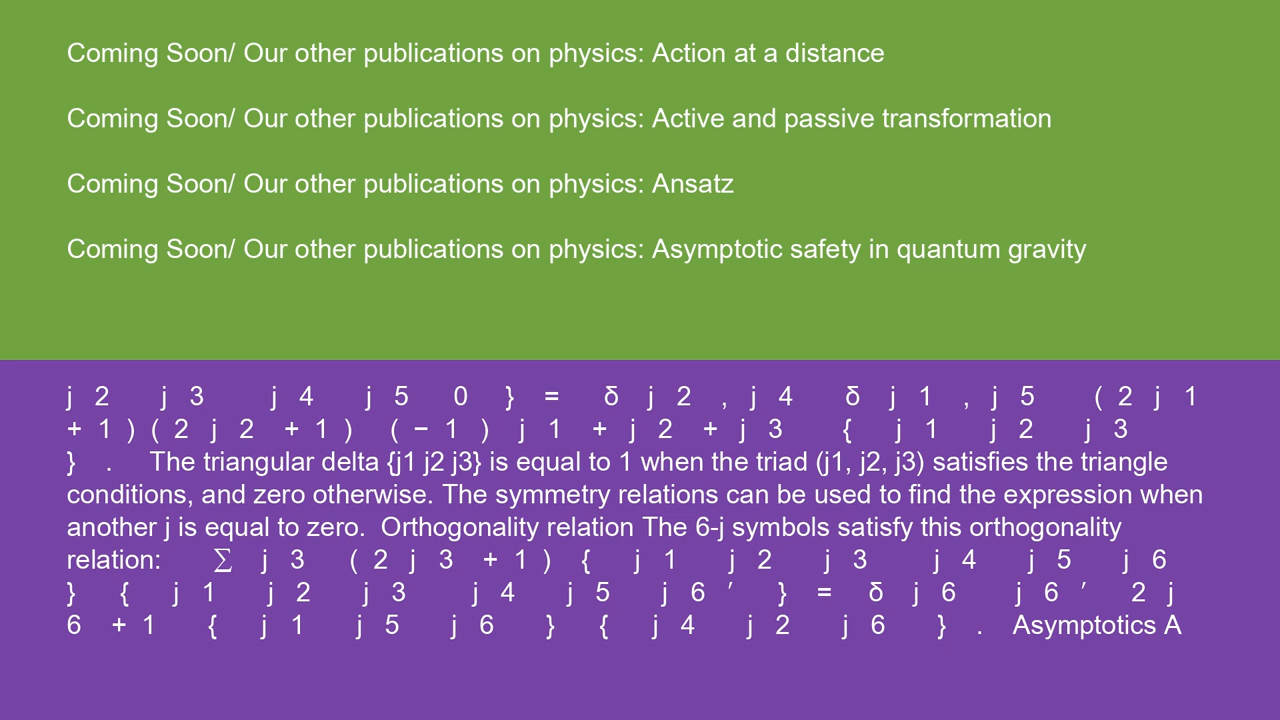 Coming Soon/ Our other publications on physics: Action at a distance
Coming Soon/ Our other publications on physics: Active and passive transformation
Coming Soon/ Our other publications on physics: Ansatz
Coming Soon/ Our other publications on physics: Asymptotic safety in quantum gravity
j 2 j 3 j 4 j 5 0 } = δ j 2 , j 4 δ j 1 , j 5 ( 2 j 1
+ 1 ) ( 2 j 2 + 1 ) ( − 1 ) j 1 + j 2 + j 3 { j 1 j 2 j 3
} . The triangular delta {j1 j2 j3} is equal to 1 when the triad (j1, j2, j3) satisfies the triangle
conditions, and zero otherwise. The symmetry relations can be used to find the expression when
another j is equal to zero. Orthogonality relation The 6-j symbols satisfy this orthogonality
relation: ∑ j 3 ( 2 j 3 + 1 ) { j 1 j 2 j 3 j 4 j 5 j 6
} { j 1 j 2 j 3 j 4 j 5 j 6 ′ } = δ j 6 j 6 ′ 2 j
6 + 1 { j 1 j 5 j 6 } { j 4 j 2 j 6 } . Asymptotics A